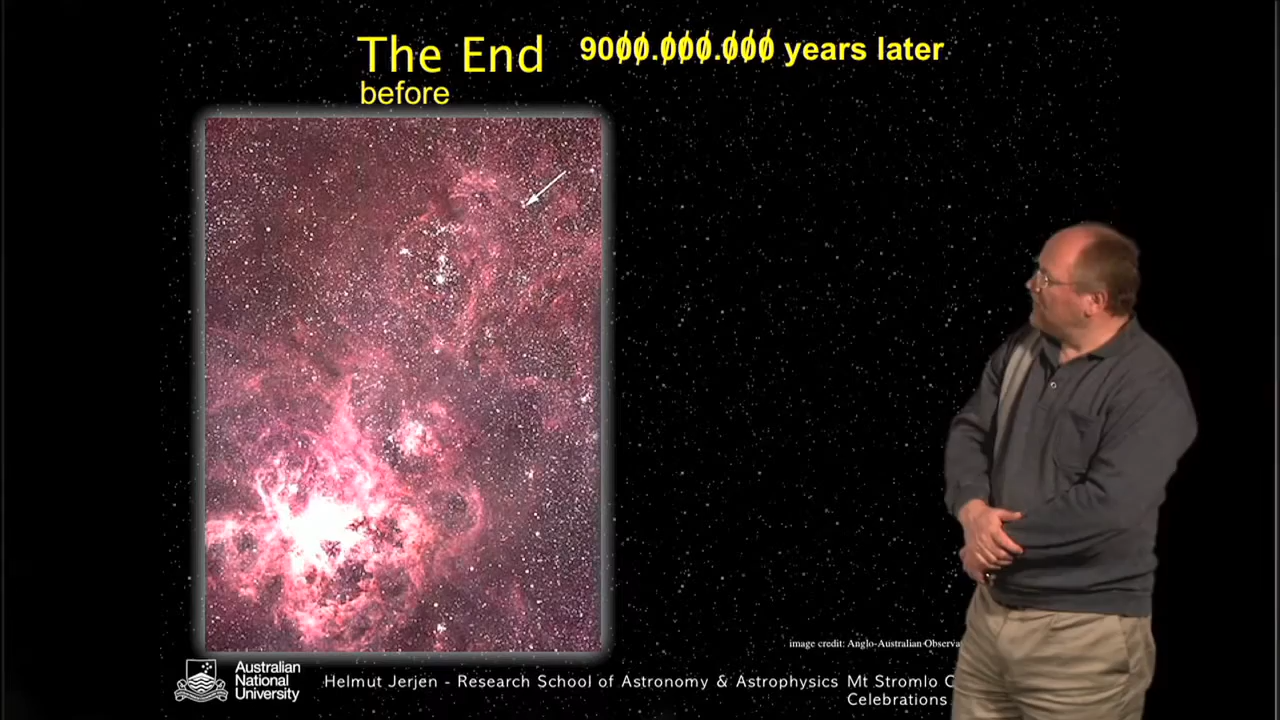 The End
9000.000.000 years later
before
image credit: Anglo-Australian
Australian
National
University
Helmut Jerjen - Research School of Astronomy & Astrophysics
Mt Stromlo
Celebrations